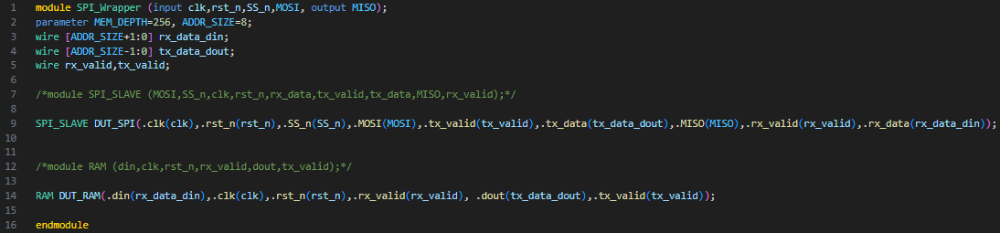 1 module SPI_Wrapper (input clk,rst_n,SS_n,MOSI, output MISO);
2 parameter MEM_DEPTH=256, ADDR_SIZE=8;
3 wire [ADDR_SIZE+1:0] rx_data_din;
4 wire [ADDR_SIZE-1:0] tx_data_dout;
5 wire rx_valid,tx_valid;
6
7 /*module SPI_SLAVE (MOSI,SS_n,clk,rst_n,rx_data,tx_valid,tx_data,MISO,rx_valid);*/
8
9 SPI_SLAVE DUT_SPI(.clk(clk),.rst_n(rst_n),.SS_n(SS_n),.MOSI(MOSI),.tx_valid(tx_valid),.tx_data(tx_data_dout),.MISO(MISO),.rx_valid(rx_valid),.rx_data(rx_data_din));
10
11
12 /*module RAM (din,clk,rst_n,rx_valid,dout,tx_valid);*/
13
14 RAM DUT_RAM(.din(rx_data_din),.clk(clk),.rst_n(rst_n),.rx_valid(rx_valid), .dout(tx_data_dout),.tx_valid(tx_valid));
15
16 endmodule